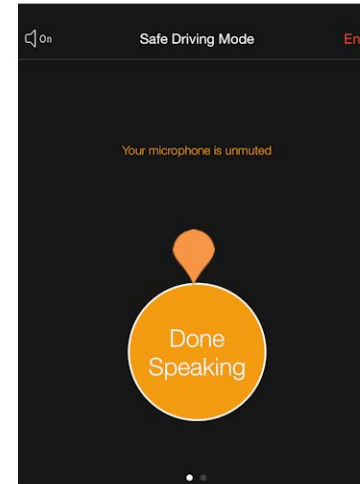 On
Safe Driving Mode
En
Your microphone is unmuted
Done
Speaking